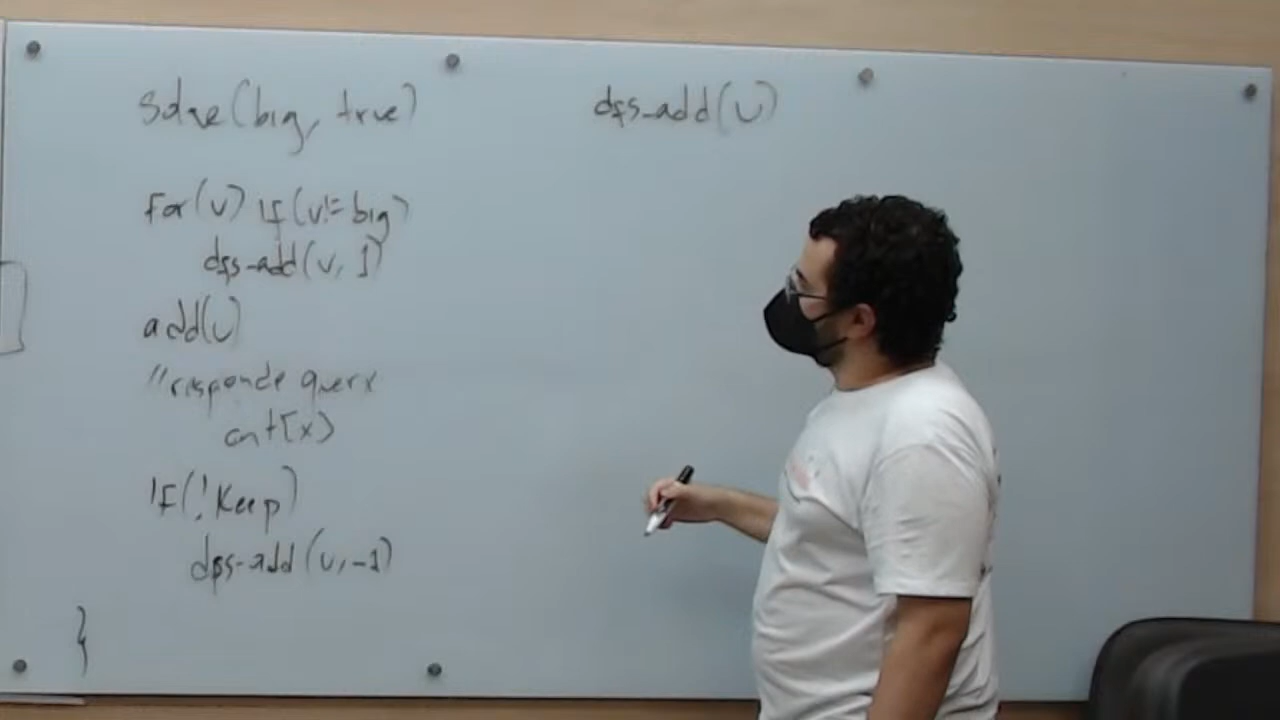 solve(big, true)
for(v) if(v!=big)
dfs-add(v, 1)
add(u)
//responde query
cnt[x]
if(!keep)
dfs-add(u,-1)
}
dfs-add(u)